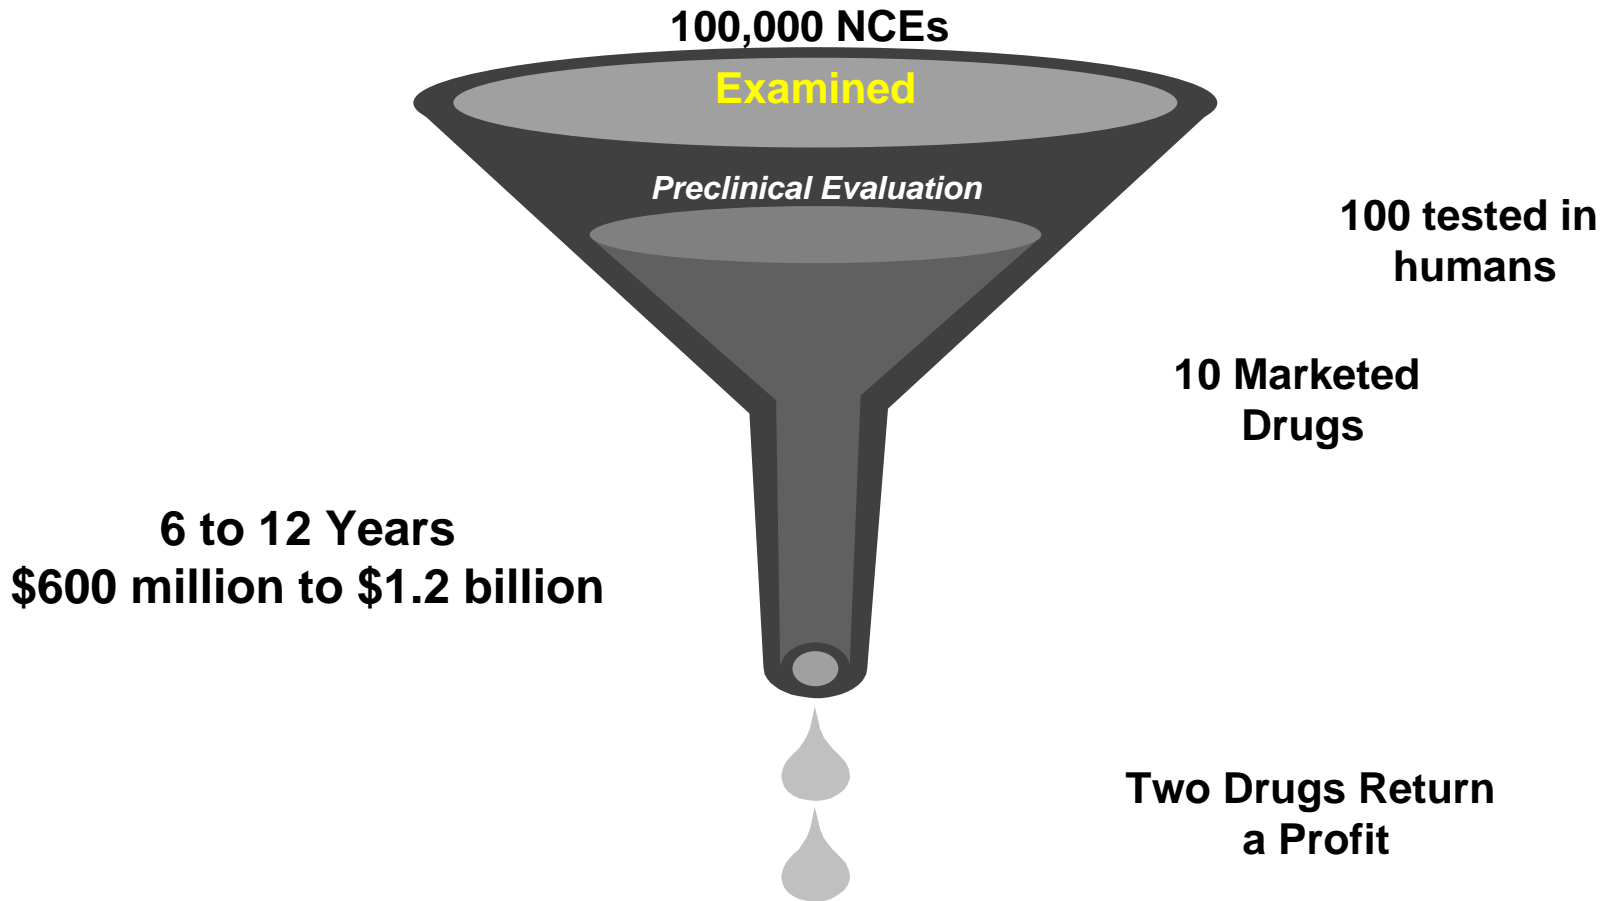 100,000 NCEs
Examined
Preclinical Evaluation
100 tested in
humans
10 Marketed
Drugs
6 to 12 Years
$600 million to $1.2 billion
Two Drugs Return
a Profit